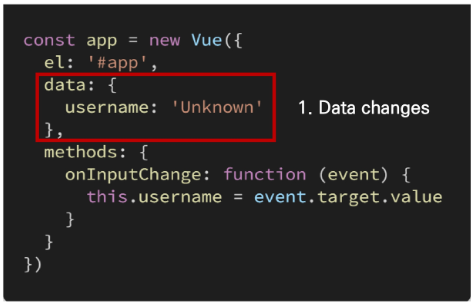 const app = new Vue({
  el: '#app',
  data: {
    username: 'Unknown'
  },
1. Data changes
  methods: {
    onInputChange: function (event) {
      this.username = event.target.value
    }
  }
})